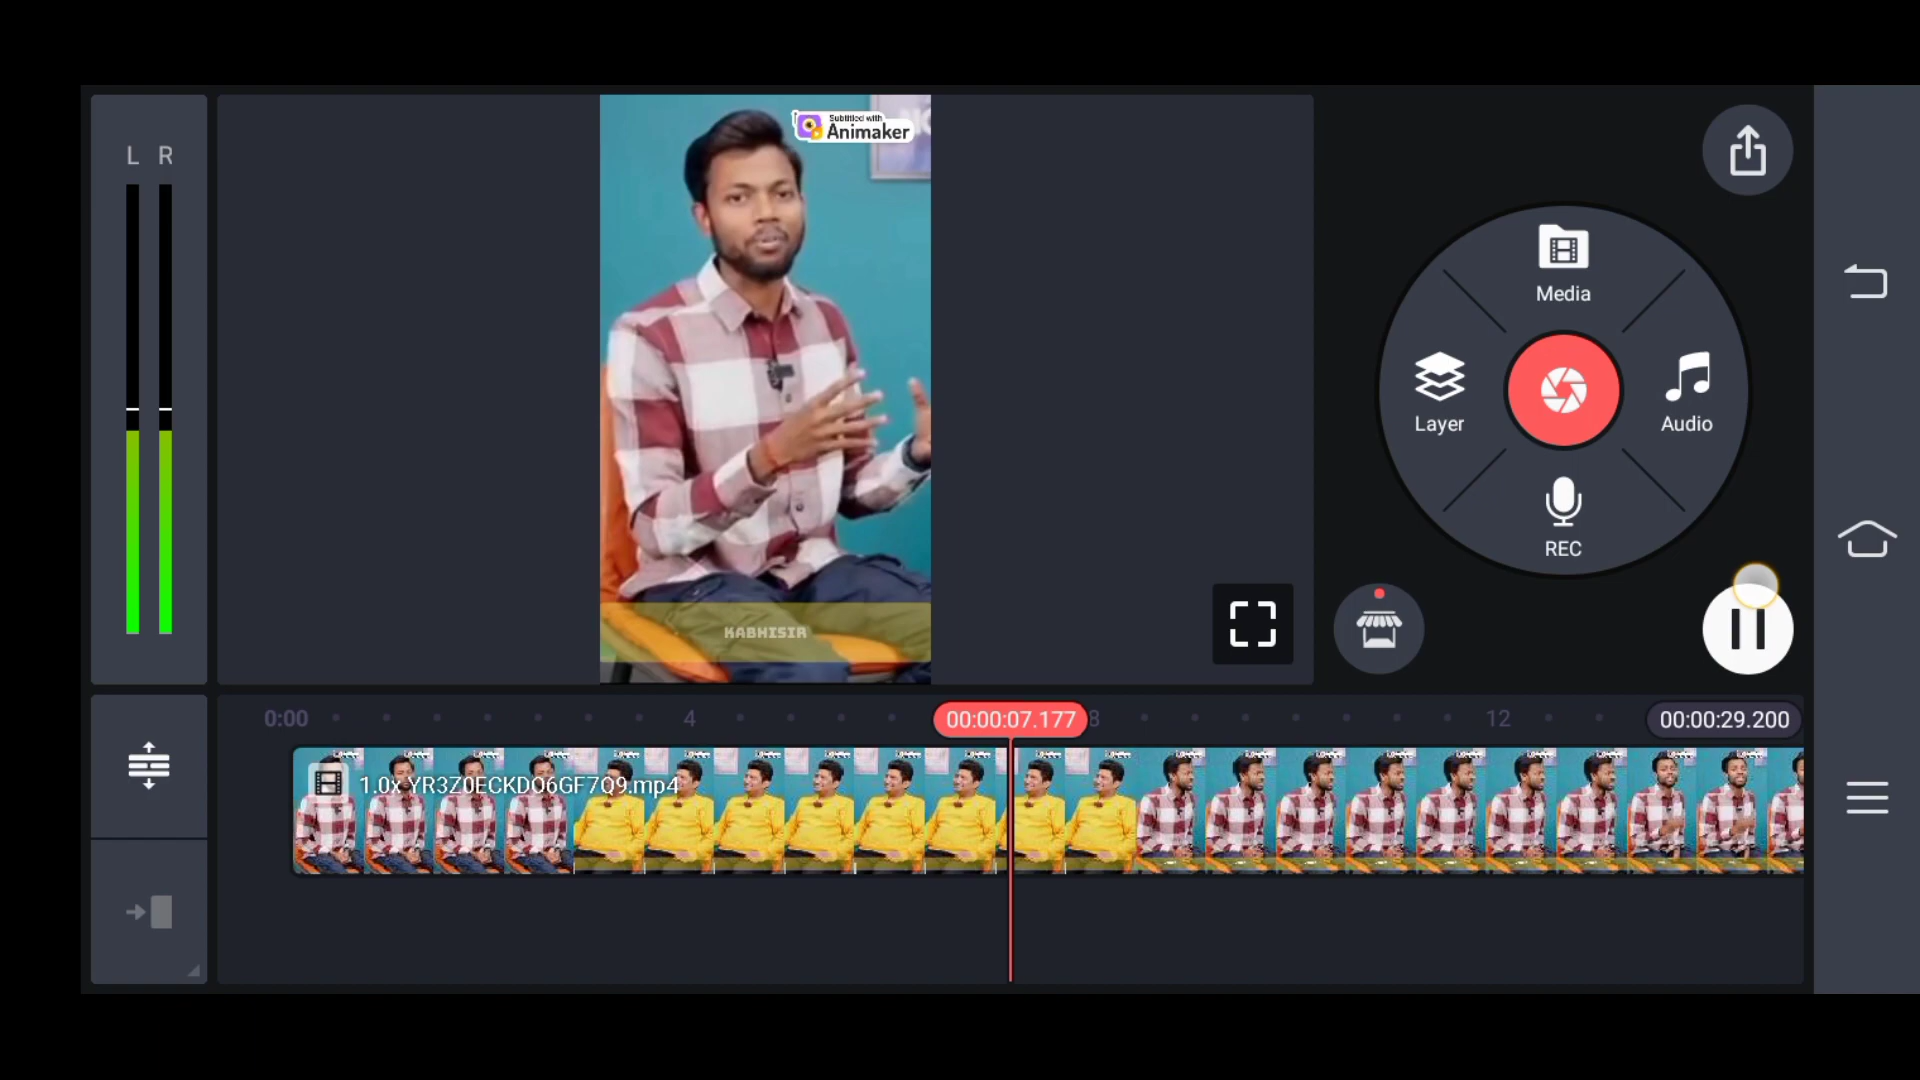 L R
Subtitled with
Animaker
Media
Layer
Audio
REC
KABHISIR
0:00
4
00:00:07.177
8
12
00:00:29.200
1.0x YR3Z0ECKDO6GF7Q9.mp4